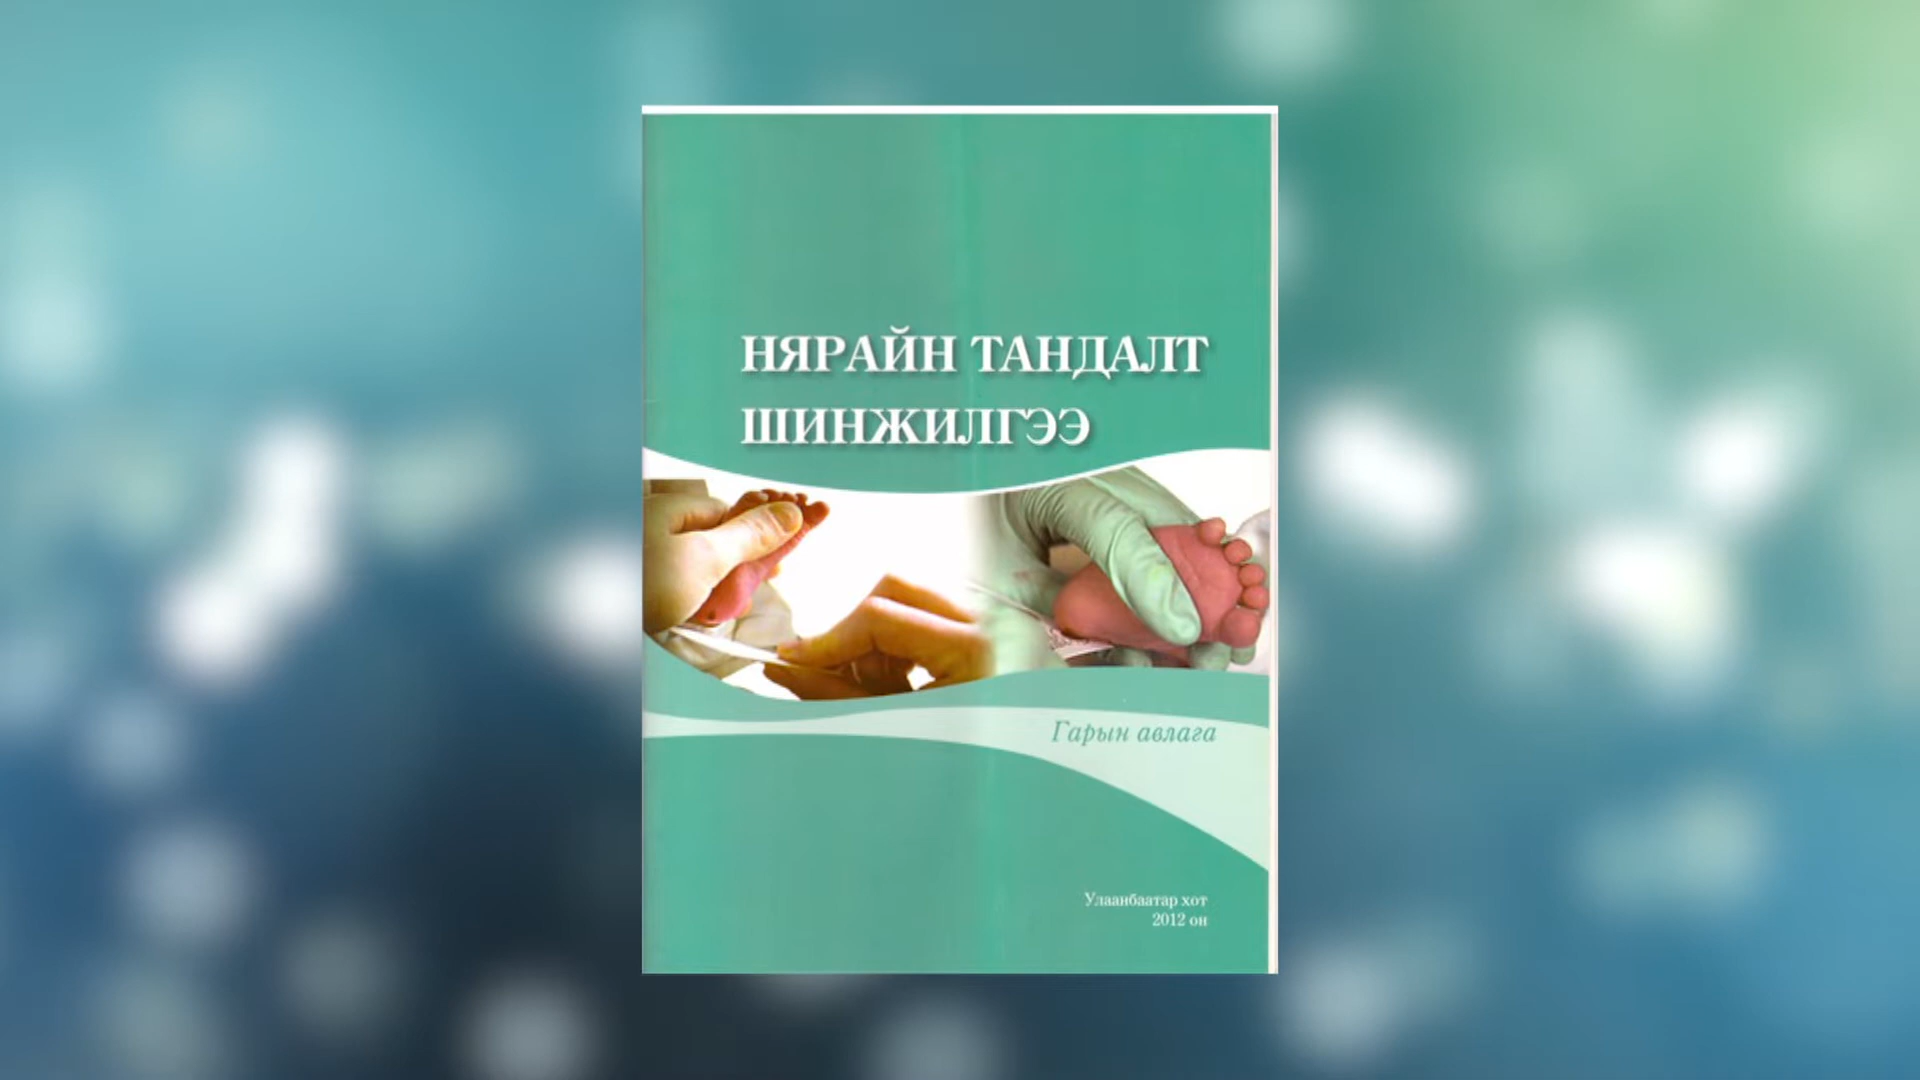 НЯРАЙН ТАНДАЛТ
ШИНЖИЛГЭЭ
Гарын авлага
Улаанбаатар хот
2012 он